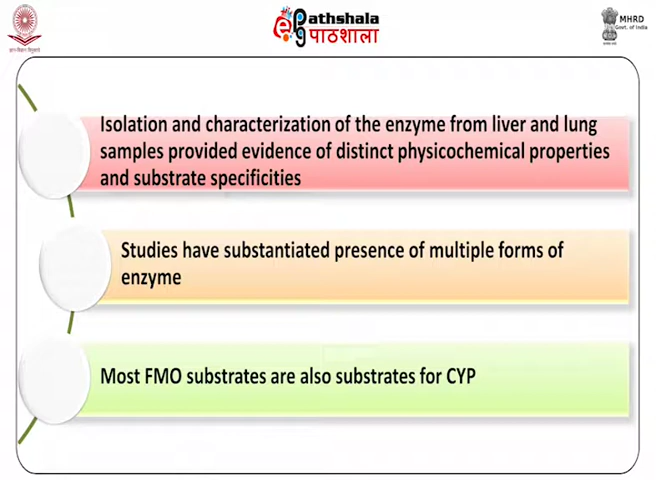 ePG Pathshala
पाठशाला
MHRD
Govt. of India
Isolation and characterization of the enzyme from liver and lung
samples provided evidence of distinct physicochemical properties
and substrate specificities
Studies have substantiated presence of multiple forms of
enzyme
Most FMO substrates are also substrates for CYP